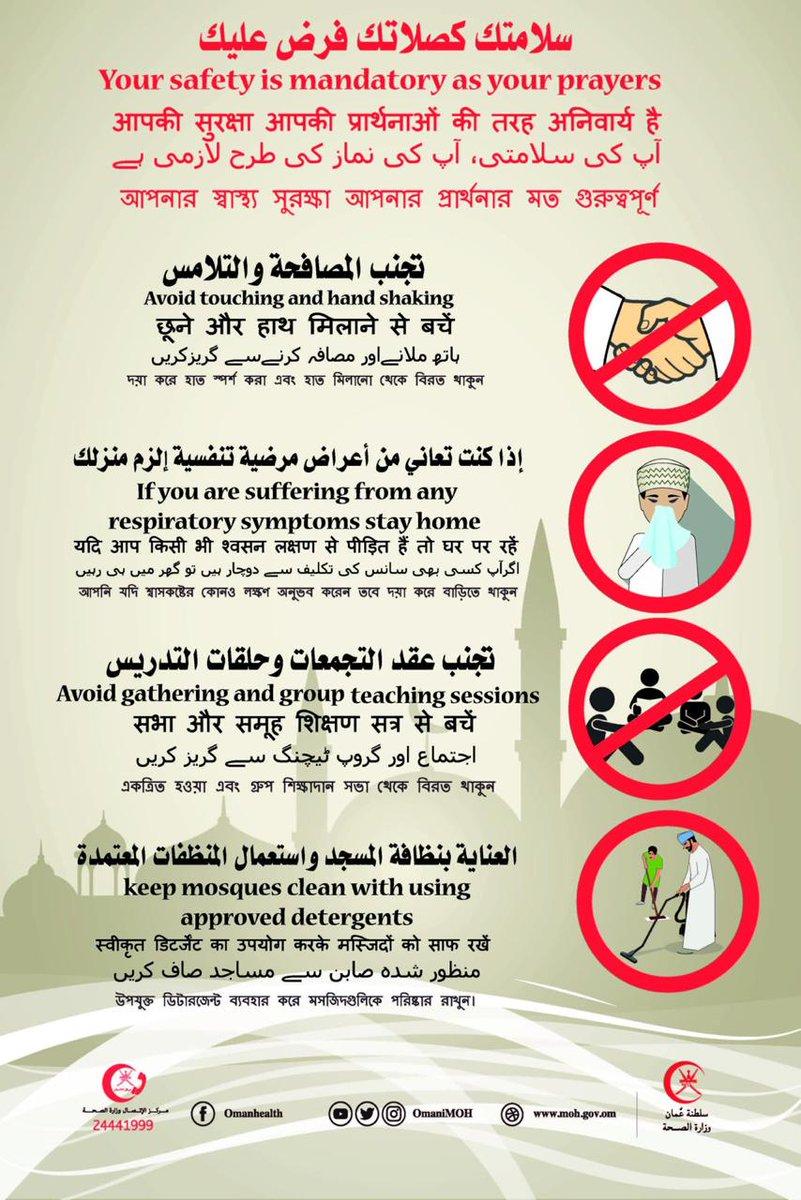 سلامتك كصلاتك فرض عليك
Your safety is mandatory as your prayers
आपकी सुरक्षा आपकी प्रार्थनाओं की तरह अनिवार्य है
آپ کی سلامتی، آپ کی نماز کی طرح لازمی ہے
আপনার স্বাস্থ্য সুরক্ষা আপনার প্রার্থনার মত গুরুত্বপূর্ণ
تجنب المصافحة والتلامس
Avoid touching and hand shaking
छूने और हाथ मिलाने से बचें
ہاتھ ملانےاور مصافہ کرنےسے گریزکریں
দয়া করে হাত স্পর্শ করা এবং হাত মিলানো থেকে বিরত থাকুন
إذا كنت تعاني من أعراض مرضية تنفسية إلزم منزلك
If you are suffering from any
respiratory symptoms stay home
यदि आप किसी भी श्वसन लक्षण से पीड़ित हैं तो घर पर रहें
اگرآپ کسی بھی سانس کی تکلیف سے دوچار ہیں تو گھر میں ہی رہیں
আপনি যদি শ্বাসকষ্টের কোনও লক্ষণ অনুভব করেন তবে দয়া করে বাড়িতে থাকুন
تجنب عقد التجمعات وحلقات التدريس
Avoid gathering and group teaching sessions
सभा और समूह शिक्षण सत्र से बचें
اجتماع اور گروپ ٹیچنگ سے گریز کریں
একত্রিত হওয়া এবং গ্রুপ শিক্ষাদান সভা থেকে বিরত থাকুন
العناية بنظافة المسجد واستعمال المنظفات المعتمدة
keep mosques clean with using
approved detergents
स्वीकृत डिटर्जेंट का उपयोग करके मस्जिदों को साफ रखें
منظور شدہ صابن سے مساجد صاف کریں
উপযুক্ত ডিটারজেন্ট ব্যবহার করে মসজিদগুলিকে পরিষ্কার রাখুন।
مركز الإتصال وزارة الصحة
24441999
Omanhealth
OmaniMOH
www.moh.gov.om
سلطنة عُمان
وزارة الصحة